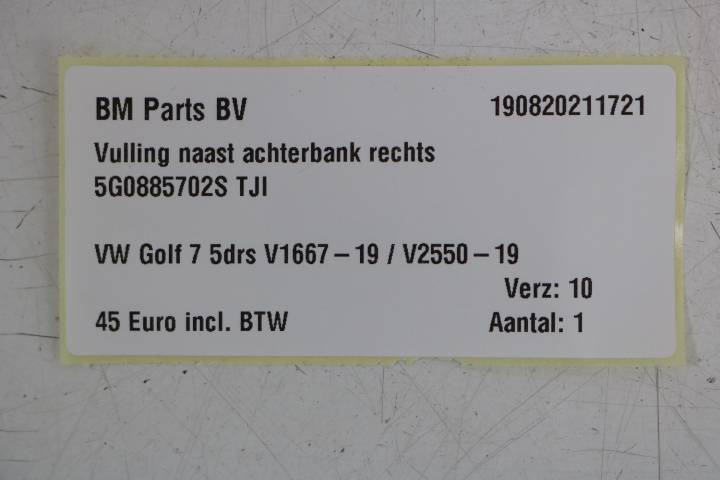 BM Parts BV 190820211721
Vulling naast achterbank rechts
5G0885702S TJI
VW Golf 7 5drs V1667 – 19 / V2550 – 19
Verz: 10
45 Euro incl. BTW Aantal: 1